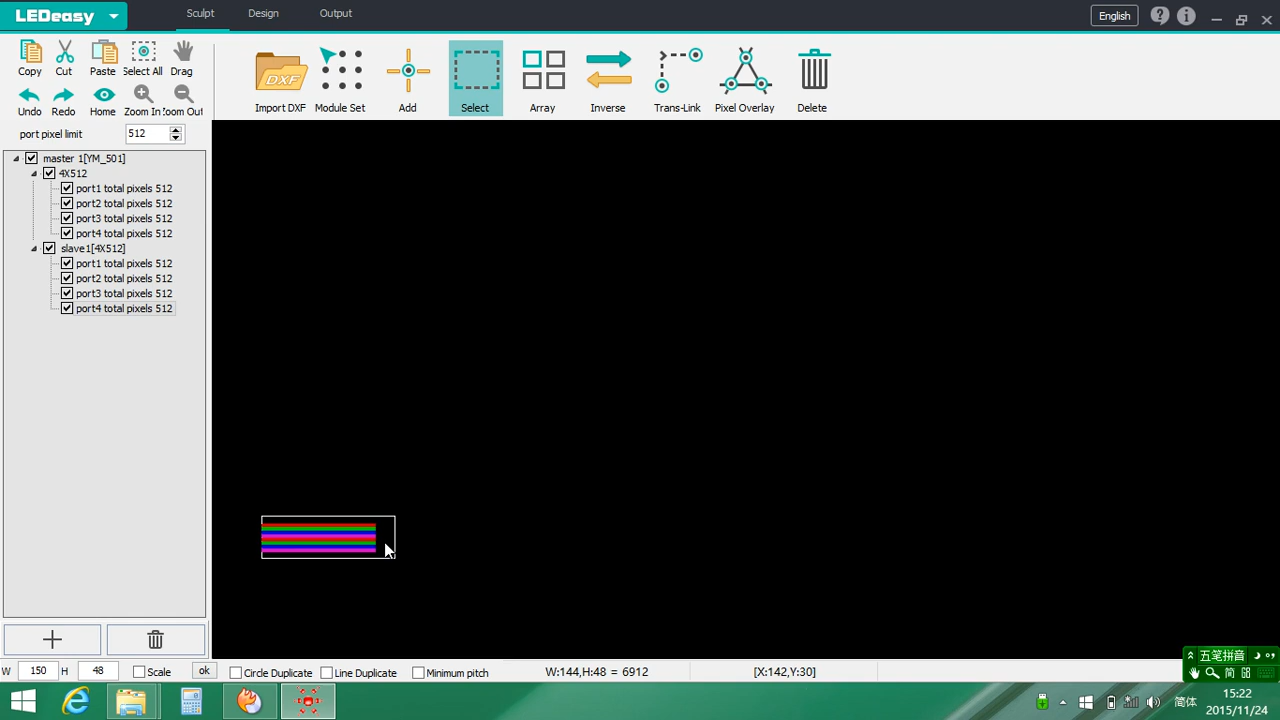 LEDeasy
Sculpt Design Output English
Copy Cut Paste Select All Drag
DXF
Import DXF Module Set Add Select Array Inverse Trans-Link Pixel Overlay Delete
Undo Redo Home Zoom In Zoom Out
port pixel limit 512
master 1[YM_501]
4X512
port1 total pixels 512
port2 total pixels 512
port3 total pixels 512
port4 total pixels 512
slave1[4X512]
port1 total pixels 512
port2 total pixels 512
port3 total pixels 512
port4 total pixels 512
五笔拼音
简
W 150 H 48 Scale ok Circle Duplicate Line Duplicate Minimum pitch W:144,H:48 = 6912 [X:142,Y:30]
简体
15:22
2015/11/24